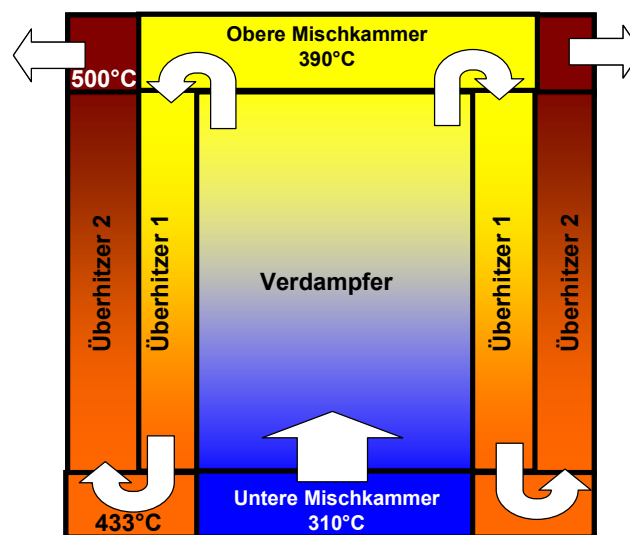 Obere Mischkammer
390°C
500°C
Überhitzer 2
Überhitzer 1
Verdampfer
Überhitzer 1
Überhitzer 2
Untere Mischkammer
310°C
433°C